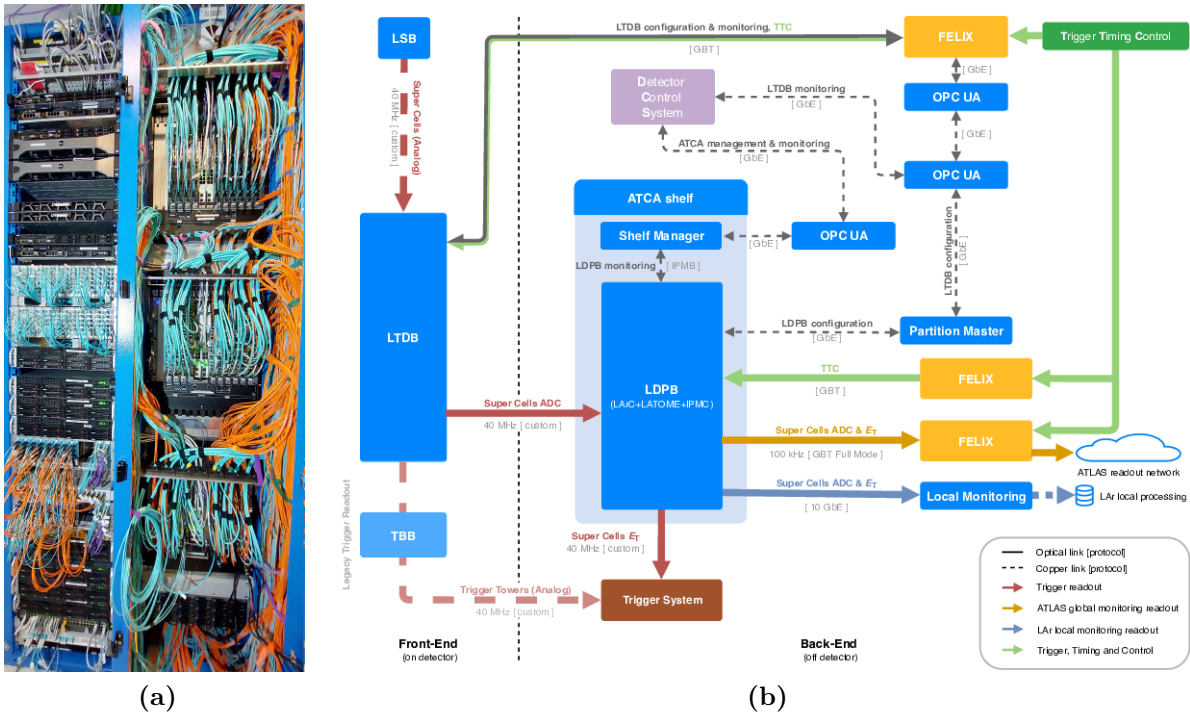 LSB
Super Cells (Analog)
40 MHz [ custom ]
LTDB configuration & monitoring, TTC
[ GBT ]
FELIX
Trigger Timing Control
[ GbE ]
OPC UA
[ GbE ]
OPC UA
Detector
Control
System
LTDB monitoring
[ GbE ]
ATCA management & monitoring
[ GbE ]
ATCA shelf
Shelf Manager
[ GbE ]
OPC UA
LDPB monitoring
[ IPMB ]
LTDB configuration
[ GbE ]
LTDB
LDPB
(LArC+LATOME+IPMC)
LDPB configuration
[ GbE ]
Partition Master
TTC
[ GBT ]
FELIX
Super Cells ADC
40 MHz [ custom ]
Super Cells ADC & ET
100 kHz [ GBT Full Mode ]
FELIX
ATLAS readout network
Super Cells ADC & ET
[ 10 GbE ]
Local Monitoring
LAr local processing
Legacy Trigger Readout
TBB
Super Cells ET
40 MHz [ custom ]
Trigger Towers (Analog)
40 MHz [ custom ]
Trigger System
Front-End
(on detector)
Back-End
(off detector)
Optical link [protocol]
Copper link [protocol]
Trigger readout
ATLAS global monitoring readout
LAr local monitoring readout
Trigger, Timing and Control
(a)
(b)